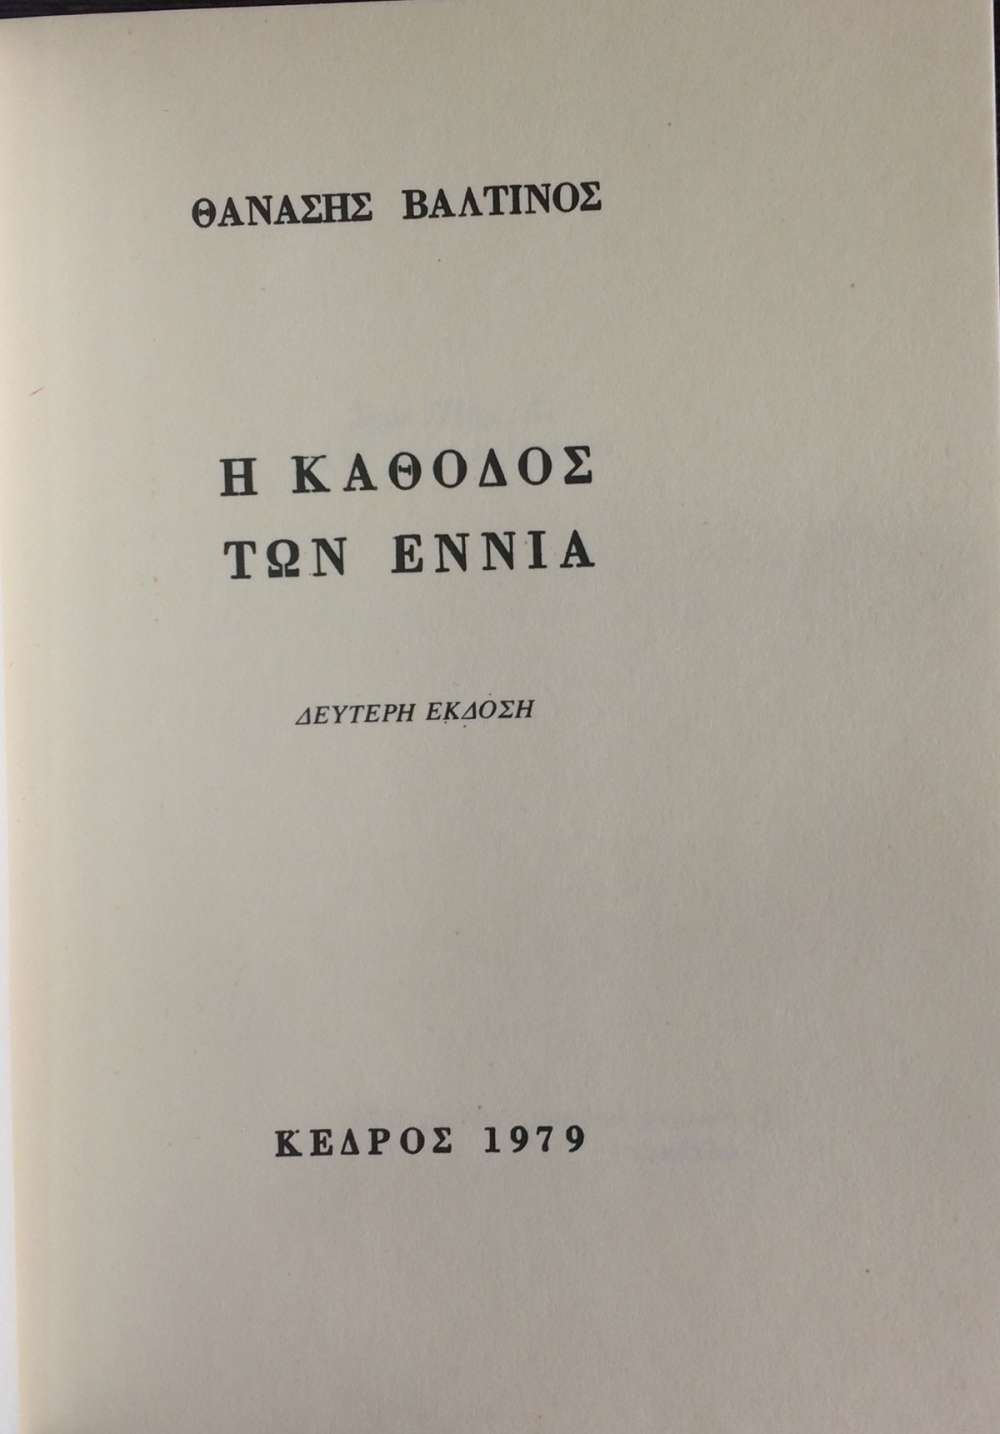 ΘΑΝΑΣΗΣ ΒΑΛΤΙΝΟΣ
Η ΚΑΘΟΔΟΣ
ΤΩΝ ΕΝΝΙΑ
ΔΕΥΤΕΡΗ ΕΚΔΟΣΗ
ΚΕΔΡΟΣ 1979